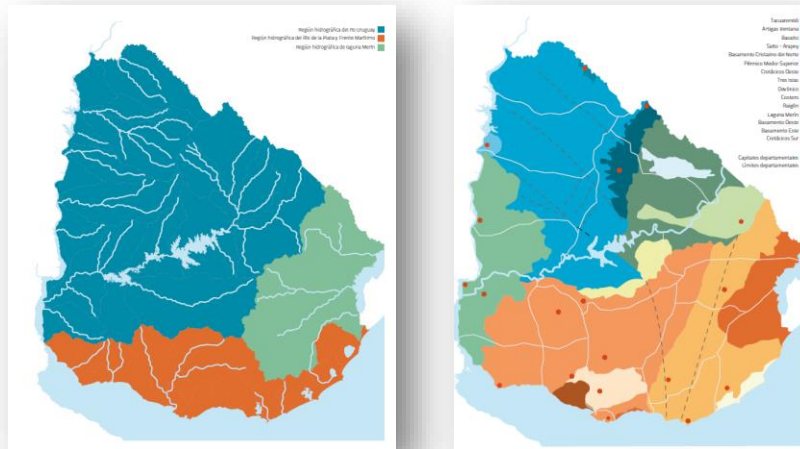 Región hidrográfica del río Uruguay
Región hidrográfica del Río de la Plata y Frente Marítimo
Región hidrográfica de laguna Merín
Tacuarembó
Artigas Ventana
Basalto
Salto - Arapey
Basamento Cristalino del Norte
Pérmico Medio Superior
Cretácico Oeste
Tres Islas
Devónico
Costero
Raigón
Laguna Merín
Basamento Oeste
Basamento Este
Cretácico Sur
Capitales departamentales
Límites departamentales